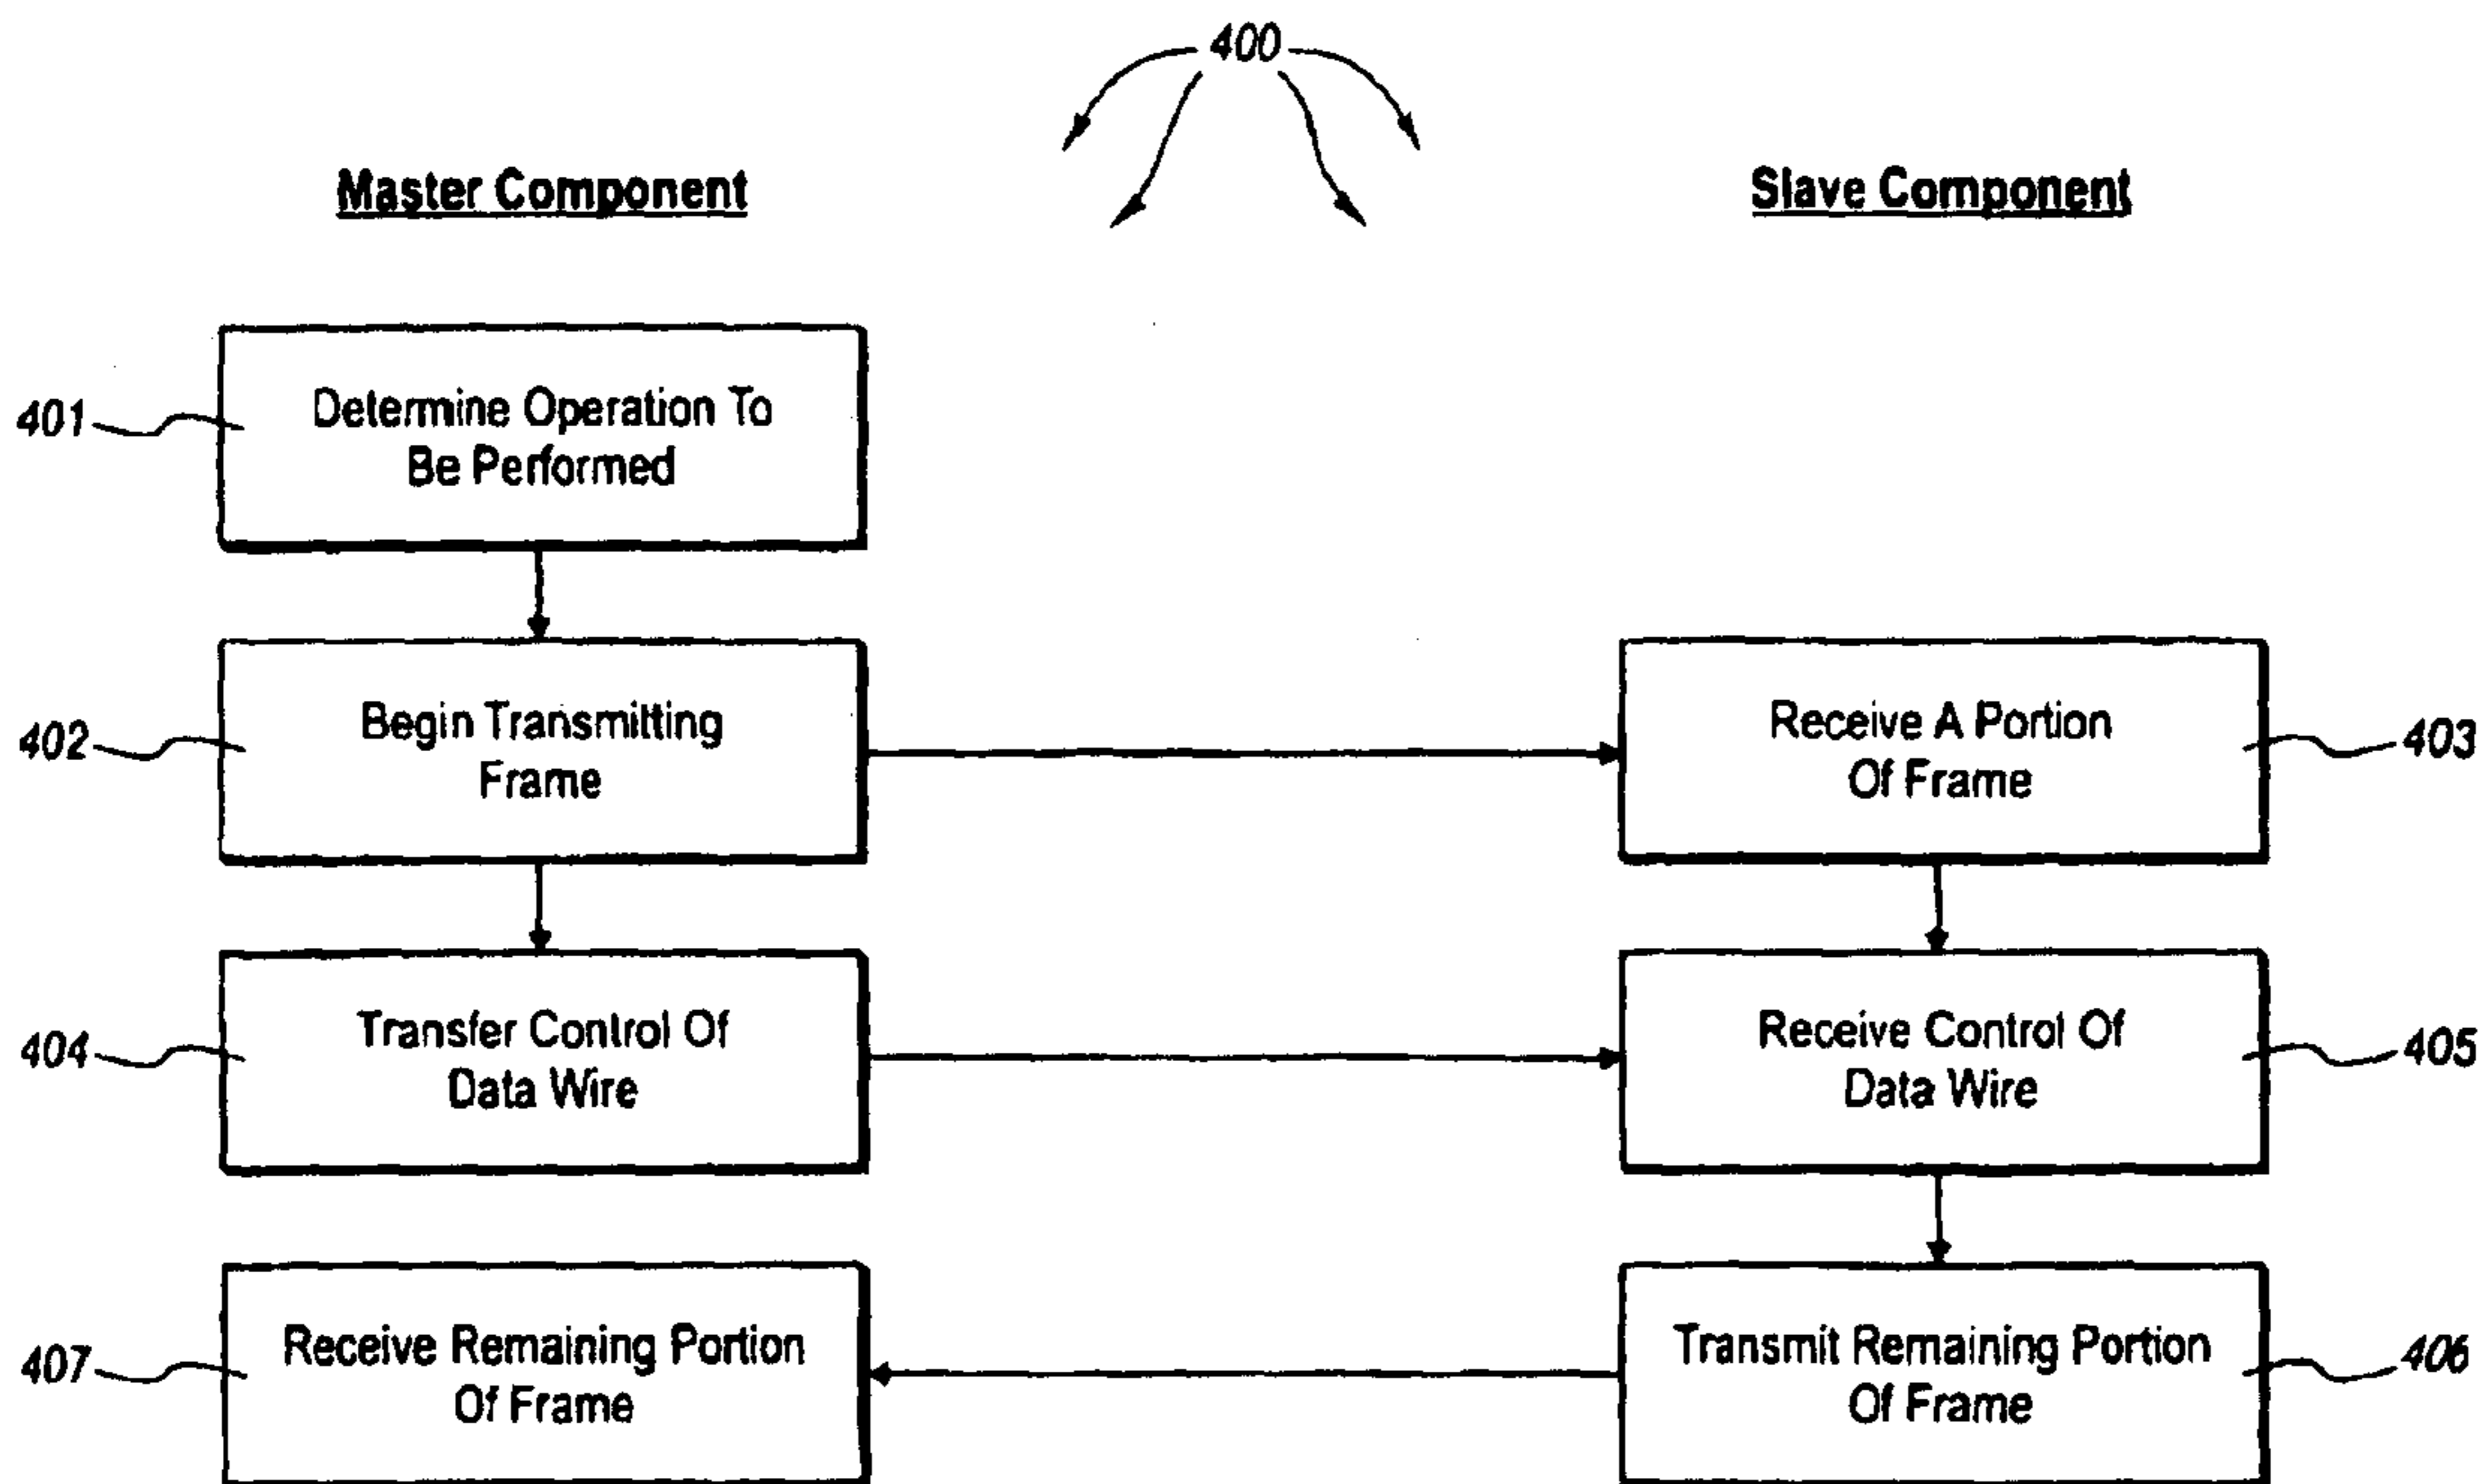 400
Master Component
Slave Component
401
Determine Operation To
Be Performed
402
Begin Transmitting
Frame
Receive A Portion
Of Frame
403
404
Transfer Control Of
Data Wire
Receive Control Of
Data Wire
405
407
Receive Remaining Portion
Of Frame
Transmit Remaining Portion
Of Frame
406